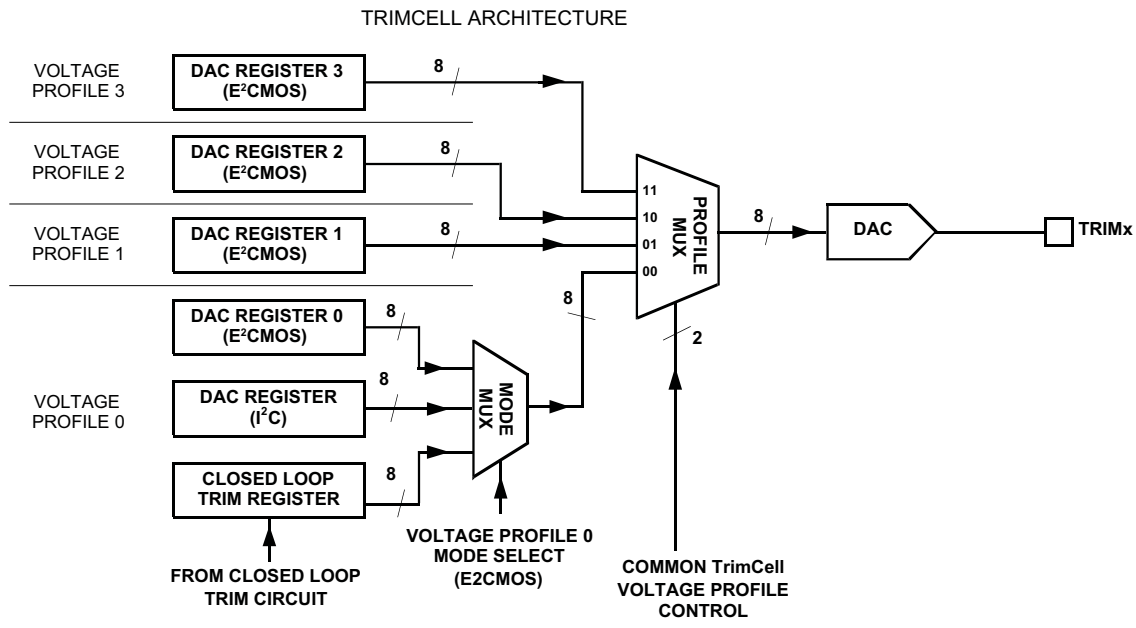 TRIMCELL ARCHITECTURE
VOLTAGE
PROFILE 3
DAC REGISTER 3
(E²CMOS)
8
VOLTAGE
PROFILE 2
DAC REGISTER 2
(E²CMOS)
8
VOLTAGE
PROFILE 1
DAC REGISTER 1
(E²CMOS)
8
11
10
01
00
PROFILE
MUX
8
DAC
TRIMx
VOLTAGE
PROFILE 0
DAC REGISTER 0
(E²CMOS)
8
DAC REGISTER
(I²C)
8
CLOSED LOOP
TRIM REGISTER
8
MODE
MUX
8
2
FROM CLOSED LOOP
TRIM CIRCUIT
VOLTAGE PROFILE 0
MODE SELECT
(E2CMOS)
COMMON TrimCell
VOLTAGE PROFILE
CONTROL